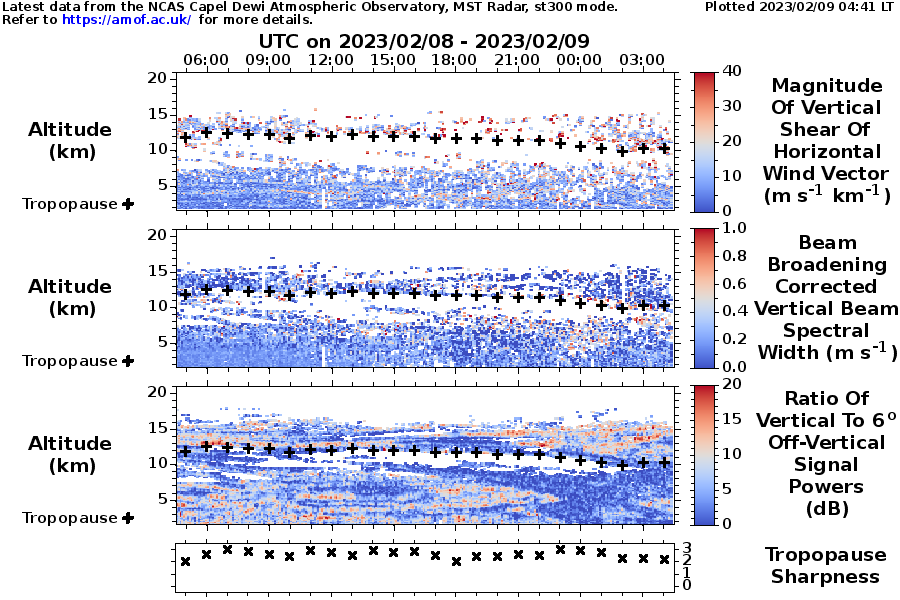 Latest data from the NCAS Capel Dewi Atmospheric Observatory, MST Radar, st300 mode.
Plotted 2023/02/09 04:41 LT
Refer to https://amof.ac.uk/ for more details.
UTC on 2023/02/08 - 2023/02/09
06:00 09:00 12:00 15:00 18:00 21:00 00:00 03:00
20
15
10
5
Altitude
(km)
Tropopause
40
30
20
10
0
Magnitude
Of Vertical
Shear Of
Horizontal
Wind Vector
(m s-1 km-1)
20
15
10
5
Altitude
(km)
Tropopause
1.0
0.8
0.6
0.4
0.2
0.0
Beam
Broadening
Corrected
Vertical Beam
Spectral
Width (m s-1)
20
15
10
5
Altitude
(km)
Tropopause
20
15
10
5
0
Ratio Of
Vertical To 6o
Off-Vertical
Signal
Powers
(dB)
3
2
1
0
Tropopause
Sharpness